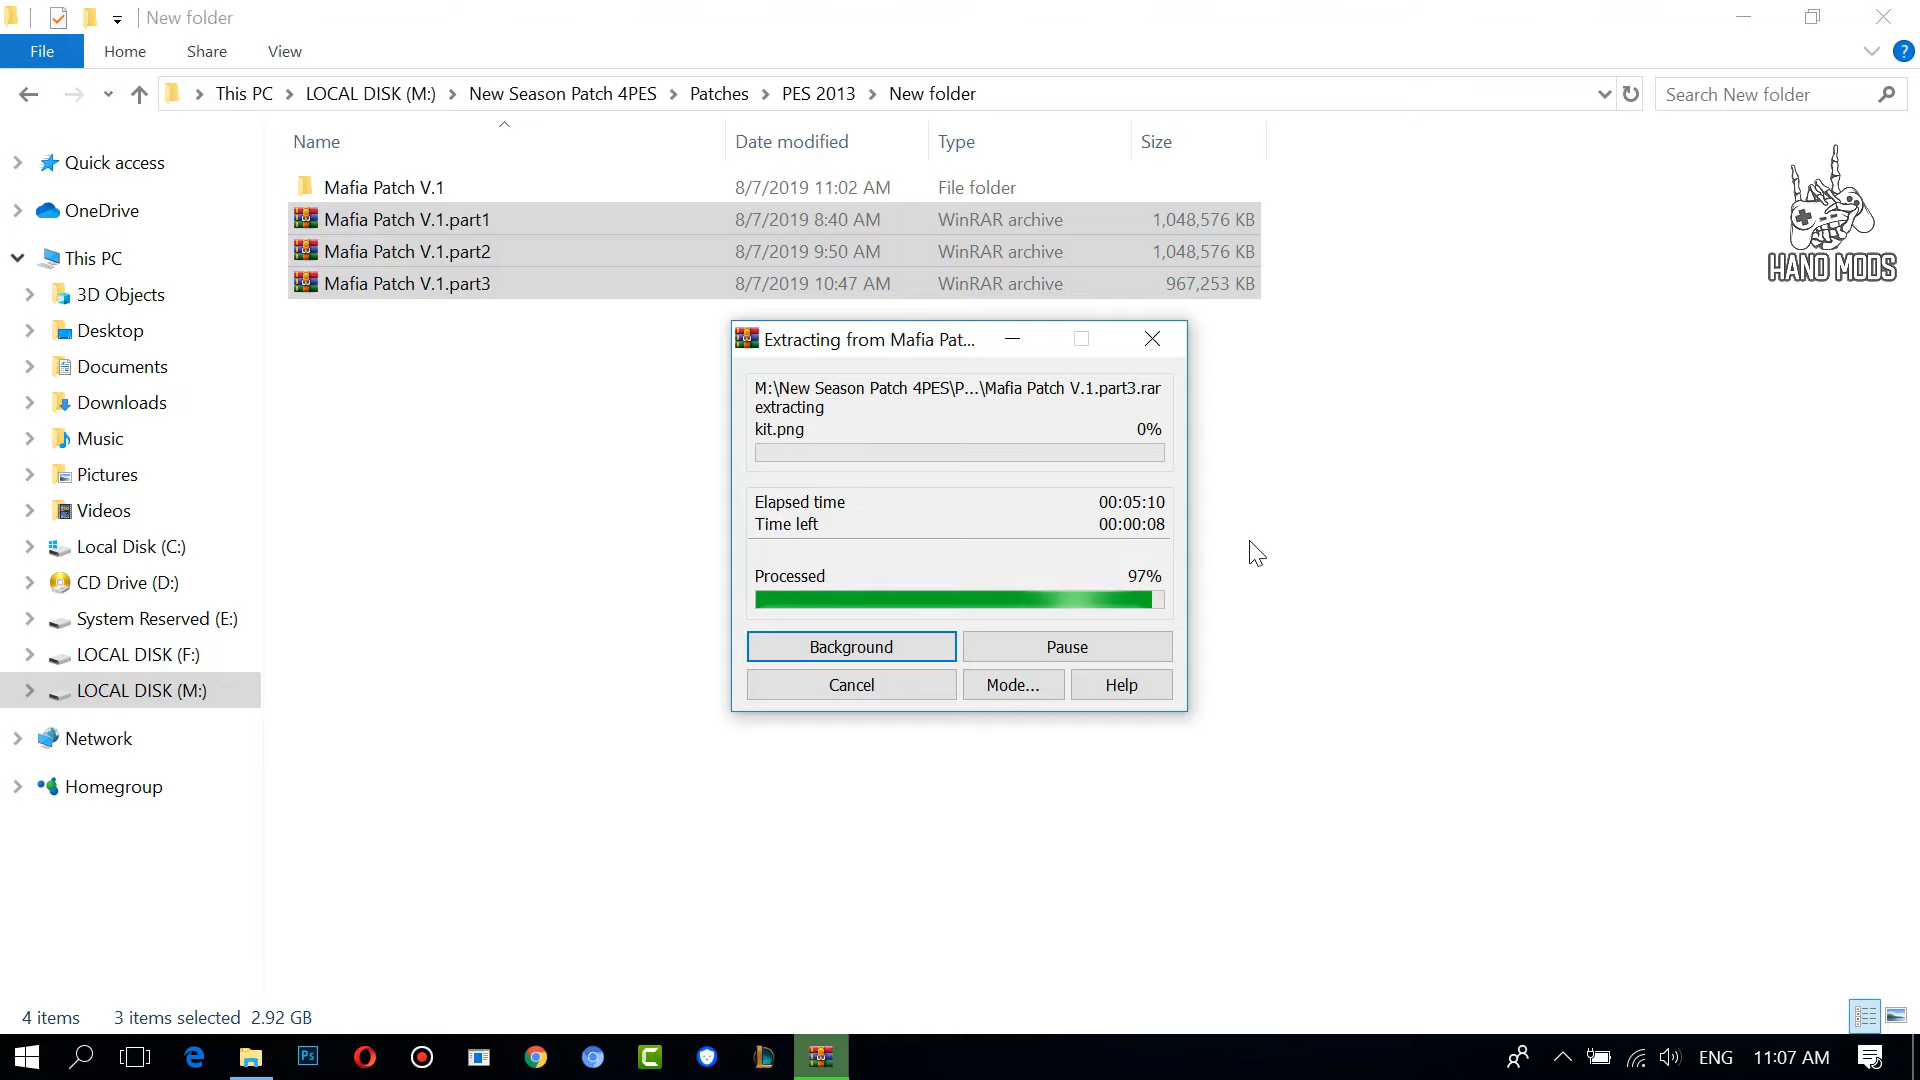 New folder
File Home Share View
This PC LOCAL DISK (M:) New Season Patch 4PES Patches PES 2013 New folder
Search New folder
Name Date modified Type Size
Mafia Patch V.1 8/7/2019 11:02 AM File folder
Mafia Patch V.1.part1 8/7/2019 8:40 AM WinRAR archive 1,048,576 KB
Mafia Patch V.1.part2 8/7/2019 9:50 AM WinRAR archive 1,048,576 KB
Mafia Patch V.1.part3 8/7/2019 10:47 AM WinRAR archive 967,253 KB
Quick access
OneDrive
This PC
3D Objects
Desktop
Documents
Downloads
Music
Pictures
Videos
Local Disk (C:)
CD Drive (D:)
System Reserved (E:)
LOCAL DISK (F:)
LOCAL DISK (M:)
Network
Homegroup
HANO MODS
Extracting from Mafia Pat...
M:\New Season Patch 4PES\P...\Mafia Patch V.1.part3.rar
extracting
kit.png 0%
Elapsed time 00:05:10
Time left 00:00:08
Processed 97%
Background Pause
Cancel Mode... Help
4 items 3 items selected 2.92 GB
Ps
ENG 11:07 AM